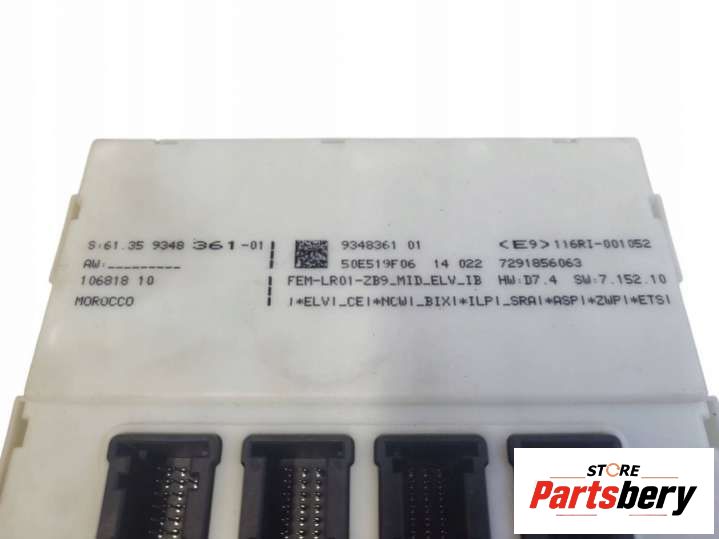 S:61.35 9348 361-01
AW:_________
106818 10
MOROCCO
9348361 01
50E519F06 14 022
FEM-LR01-ZB9_MID_ELV_IB
<E9>116RI-001052
7291856063
HW:D7.4 SW:7.152.10
|*ELV|_CE|*NCW|_BIX|*ILP|_SRA|*ASP|*ZWP|*ETS|
STORE
Partsbery